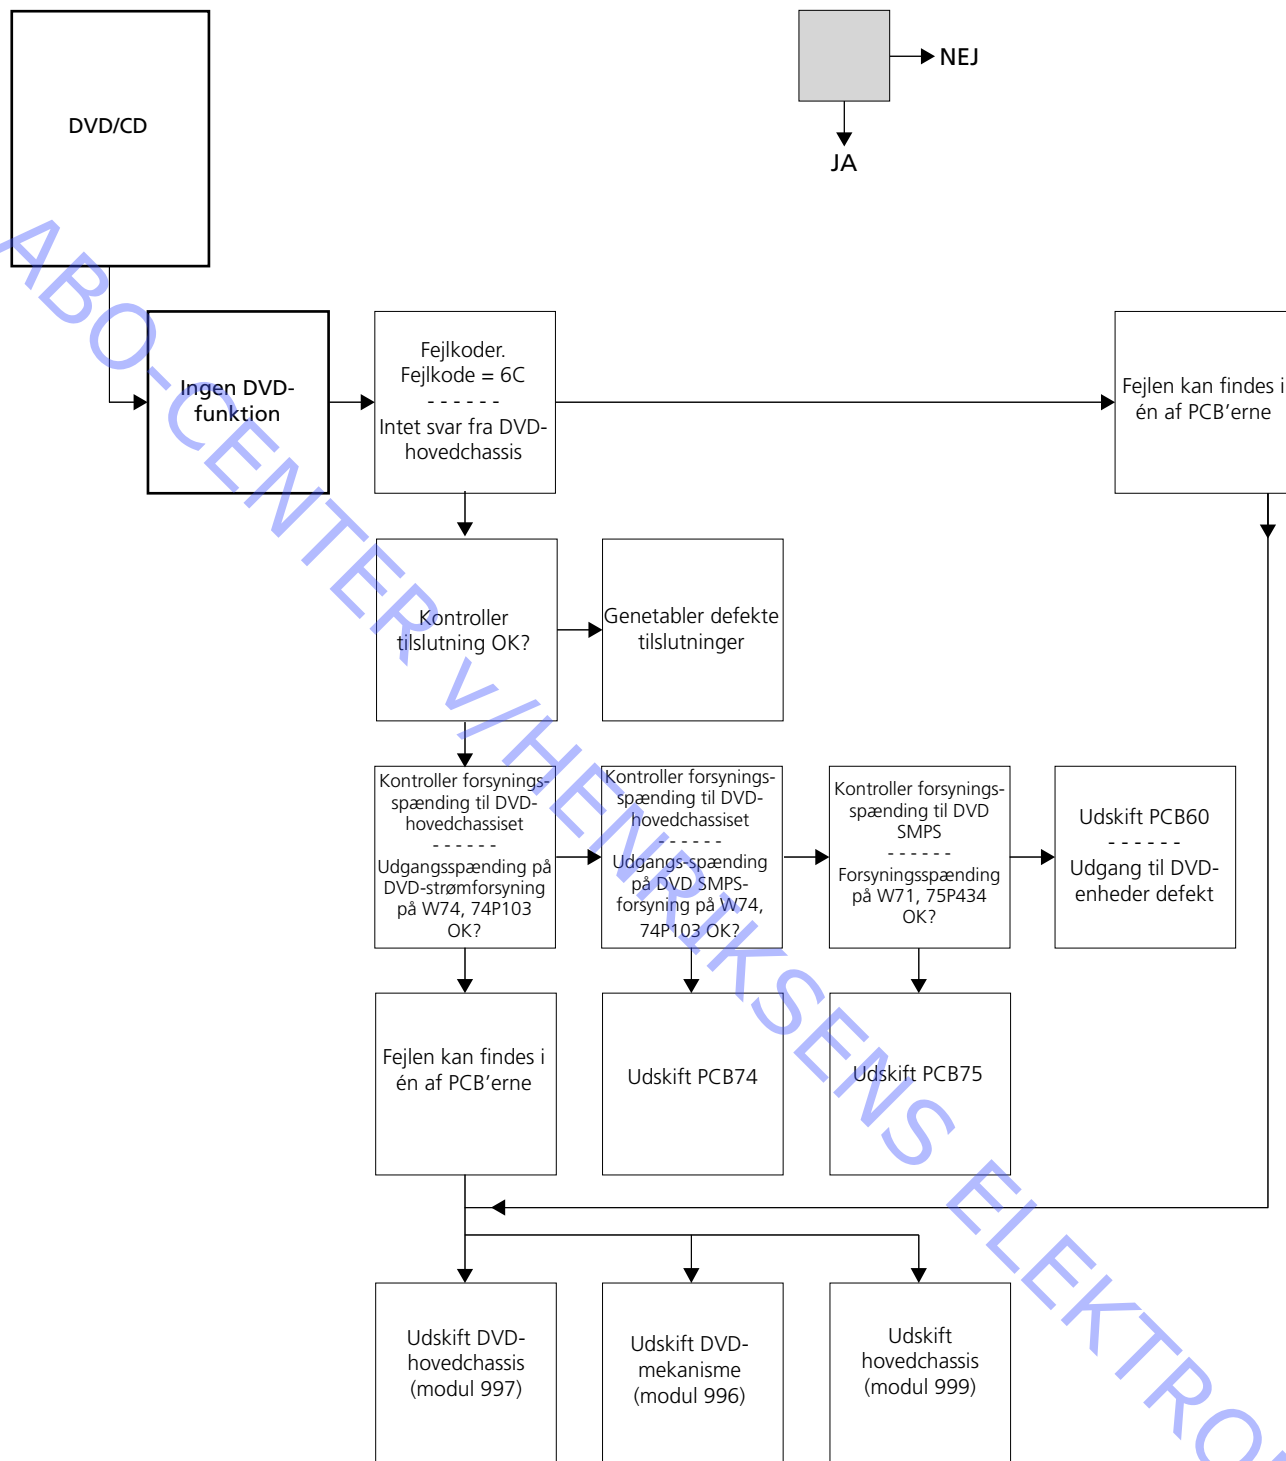 DVD/CD
NEJ
JA
Ingen DVD-
funktion
Fejlkoder.
Fejlkode = 6C
- - - - - -
Intet svar fra DVD-
hovedchassis
Fejlen kan findes i
én af PCB'erne
Kontroller
tilslutning OK?
Genetabler defekte
tilslutninger
Kontroller forsynings-
spænding til DVD-
hovedchassiset
- - - - - -
Udgangsspænding på
DVD-strømforsyning
på W74, 74P103
OK?
Kontroller forsynings-
spænding til DVD-
hovedchassiset
- - - - - -
Udgangs-spænding
på DVD SMPS-
forsyning på W74,
74P103 OK?
Kontroller forsynings-
spænding til DVD
SMPS
- - - - - -
Forsyningsspænding
på W71, 75P434
OK?
Udskift PCB60
- - - - - -
Udgang til DVD-
enheder defekt
Fejlen kan findes i
én af PCB'erne
Udskift PCB74
Udskift PCB75
Udskift DVD-
hovedchassis
(modul 997)
Udskift DVD-
mekanisme
(modul 996)
Udskift
hovedchassis
(modul 999)
ABO-CENTER v/HENRIKSENS ELEKTRO